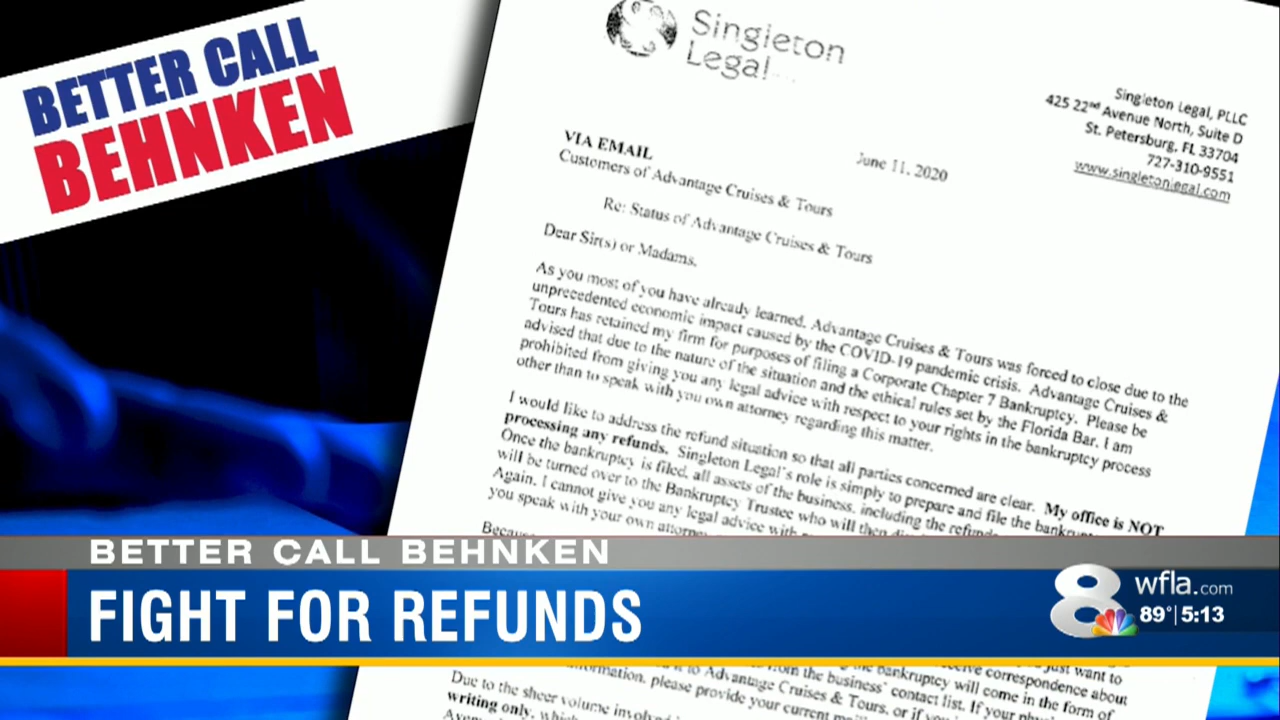 BETTER CALL
BEHNKEN
Singleton
Legal
Singleton Legal, PLLC
425 22nd Avenue North, Suite D
St. Petersburg, FL 33704
727-310-9551
www.singletonlegal.com
June 11, 2020
VIA EMAIL
Customers of Advantage Cruises & Tours
Re: Status of Advantage Cruises & Tours
Dear Sir(s) or Madams,
As you most of you have already learned, Advantage Cruises & Tours was forced to close due to the
unprecedented economic impact caused by the COVID-19 pandemic crisis. Advantage Cruises &
Tours has retained my firm for purposes of filing a Corporate Chapter 7 Bankruptcy. Please be
advised that due to the nature of the situation and the ethical rules set by the Florida Bar, I am
prohibited from giving you any legal advice with respect to your rights in the bankruptcy process
other than to speak with you own attorney regarding this matter.
I would like to address the refund situation so that all parties concerned are clear. My office is NOT
processing any refunds. Singleton Legal's role is simply to prepare and file the
Once the bankruptcy is filed, all assets of the business, including the
will be turned over to the Bankruptcy Trustee who will then
Again, I cannot give you any legal advice with
you speak with your own
BETTER CALL BEHNKEN
FIGHT FOR REFUNDS
8 wfla.com
89° 5:13
just want to
receive correspondence about
the bankruptcy will come in the form of
from the business' contact list. If your
to Advantage Cruises & Tours, or if
please provide your current
Due to the sheer volume involved
writing only,